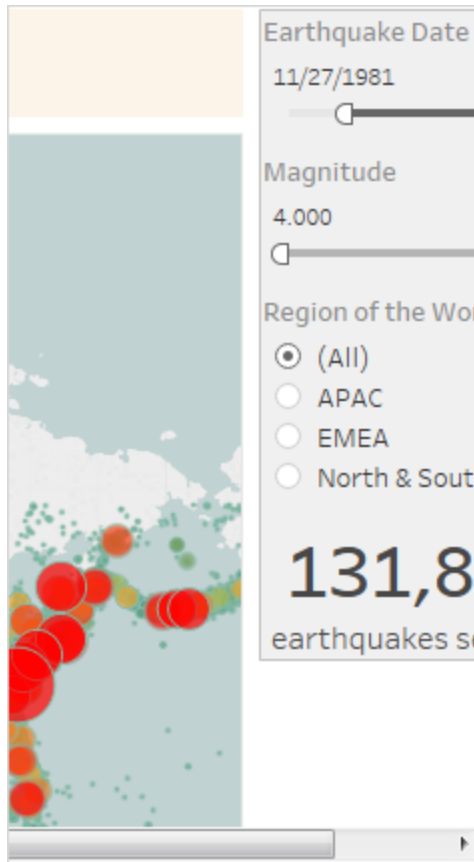 Earthquake Date
11/27/1981
Magnitude
4.000
Region of the Wor
(All)
APAC
EMEA
North & Sout
131,8
earthquakes se